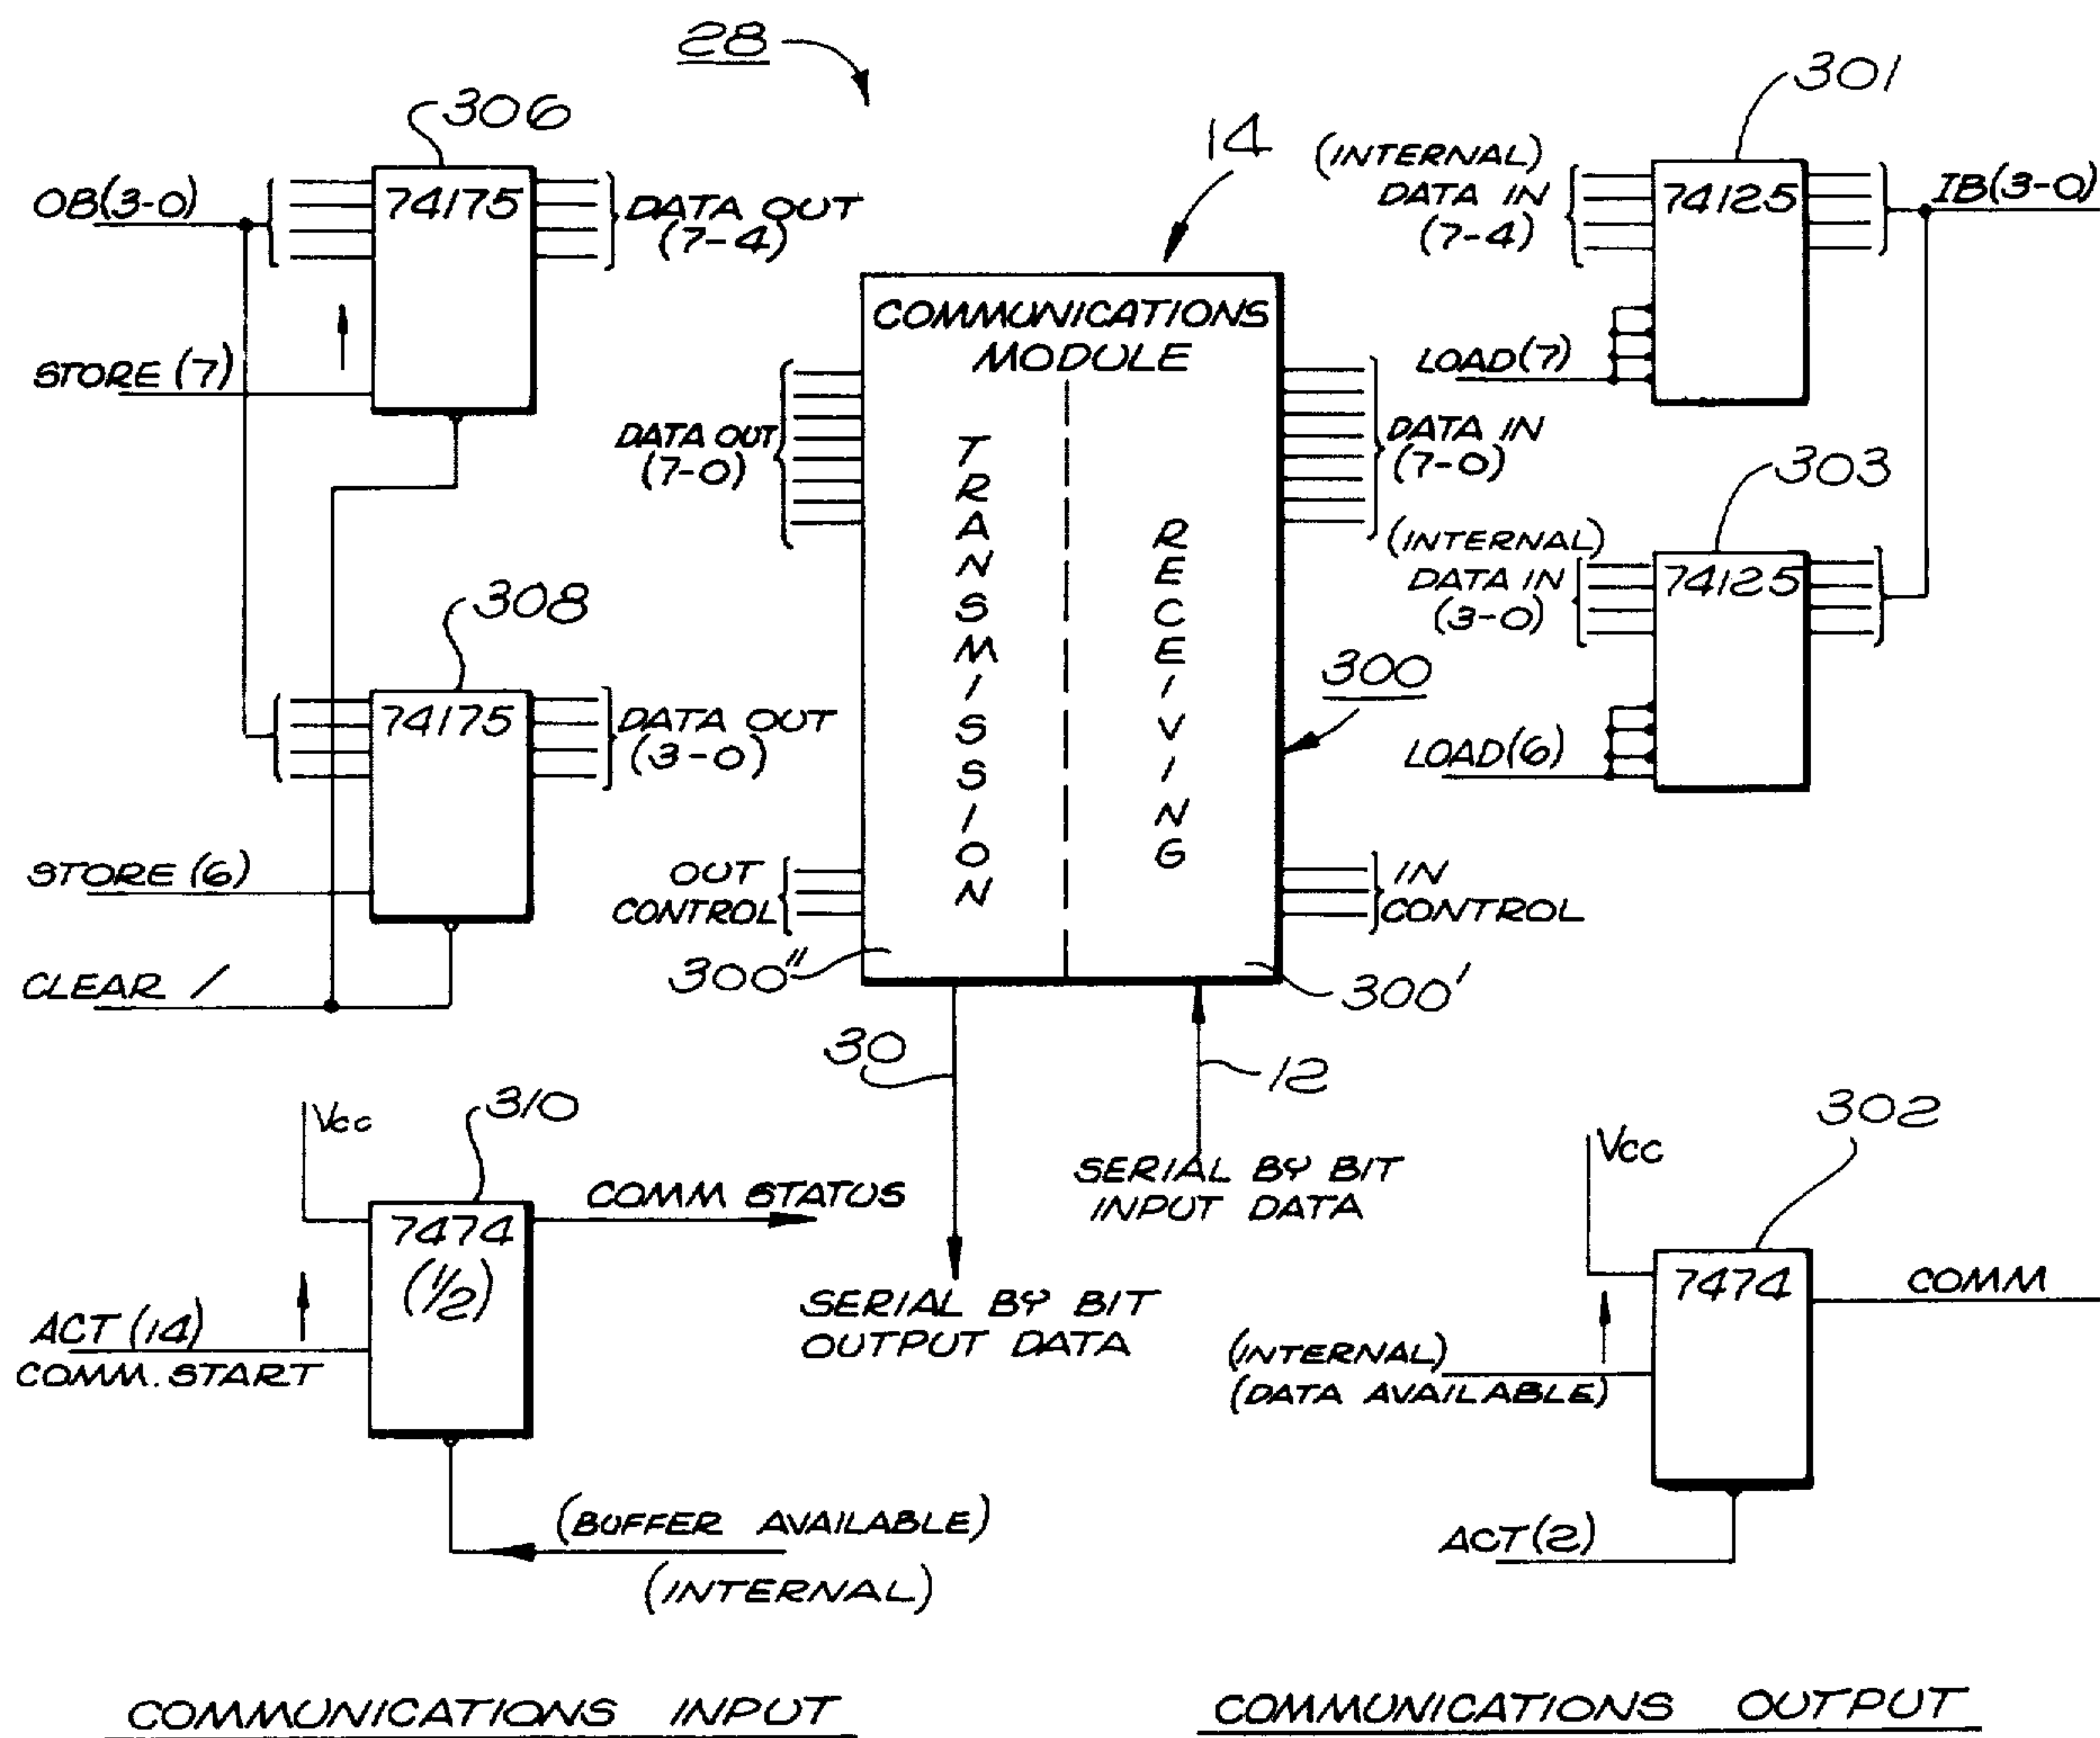 28
306
OB(3-0)
74175
DATA OUT
(7-4)
STORE (7)
308
74175
DATA OUT
(3-0)
STORE (6)
CLEAR /
14
COMMUNICATIONS
MODULE
TRANSMISSION
RECEIVING
DATA OUT
(7-0)
DATA IN
(7-0)
OUT
CONTROL
IN
CONTROL
300"
300'
300
30
12
SERIAL BY BIT
OUTPUT DATA
SERIAL BY BIT
INPUT DATA
301
(INTERNAL)
DATA IN
(7-4)
74125
IB(3-0)
LOAD(7)
303
(INTERNAL)
DATA IN
(3-0)
74125
LOAD(6)
310
Vcc
7474
(1/2)
COMM STATUS
ACT (14)
COMM. START
(BUFFER AVAILABLE)
(INTERNAL)
302
Vcc
7474
COMM
(INTERNAL)
(DATA AVAILABLE)
ACT(2)
COMMUNICATIONS INPUT
COMMUNICATIONS OUTPUT